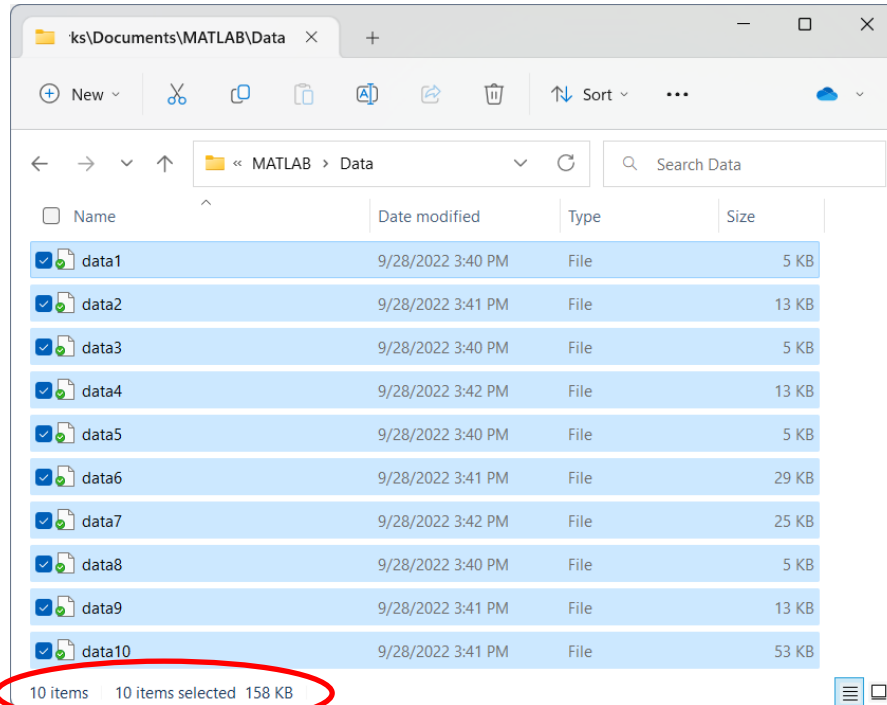 ks\Documents\MATLAB\Data
New
Sort
« MATLAB > Data
Search Data
Name Date modified Type Size
data1 9/28/2022 3:40 PM File 5 KB
data2 9/28/2022 3:41 PM File 13 KB
data3 9/28/2022 3:40 PM File 5 KB
data4 9/28/2022 3:42 PM File 13 KB
data5 9/28/2022 3:40 PM File 5 KB
data6 9/28/2022 3:41 PM File 29 KB
data7 9/28/2022 3:42 PM File 25 KB
data8 9/28/2022 3:40 PM File 5 KB
data9 9/28/2022 3:41 PM File 13 KB
data10 9/28/2022 3:41 PM File 53 KB
10 items 10 items selected 158 KB